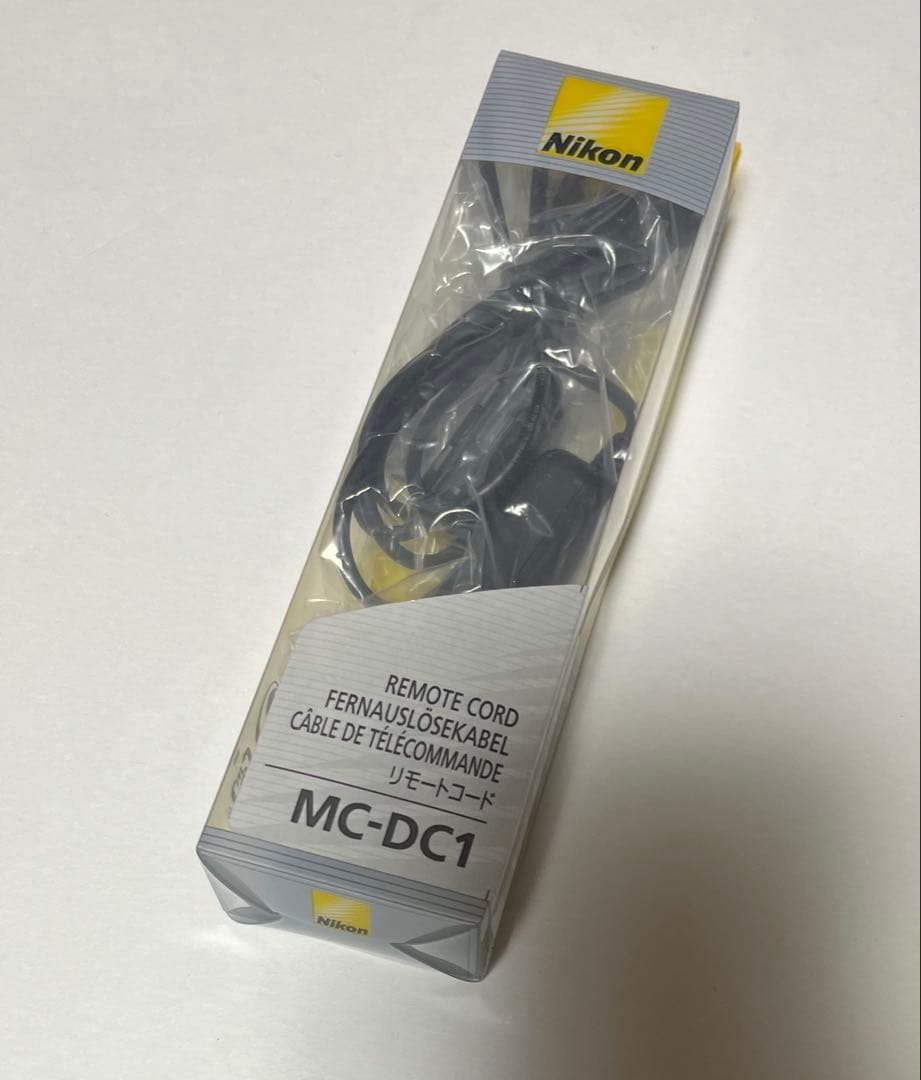 Nikon
REMOTE CORD
FERNAUSLÖSEKABEL
CÂBLE DE TÉLÉCOMMANDE
リモートコード
MC-DC1
Nikon